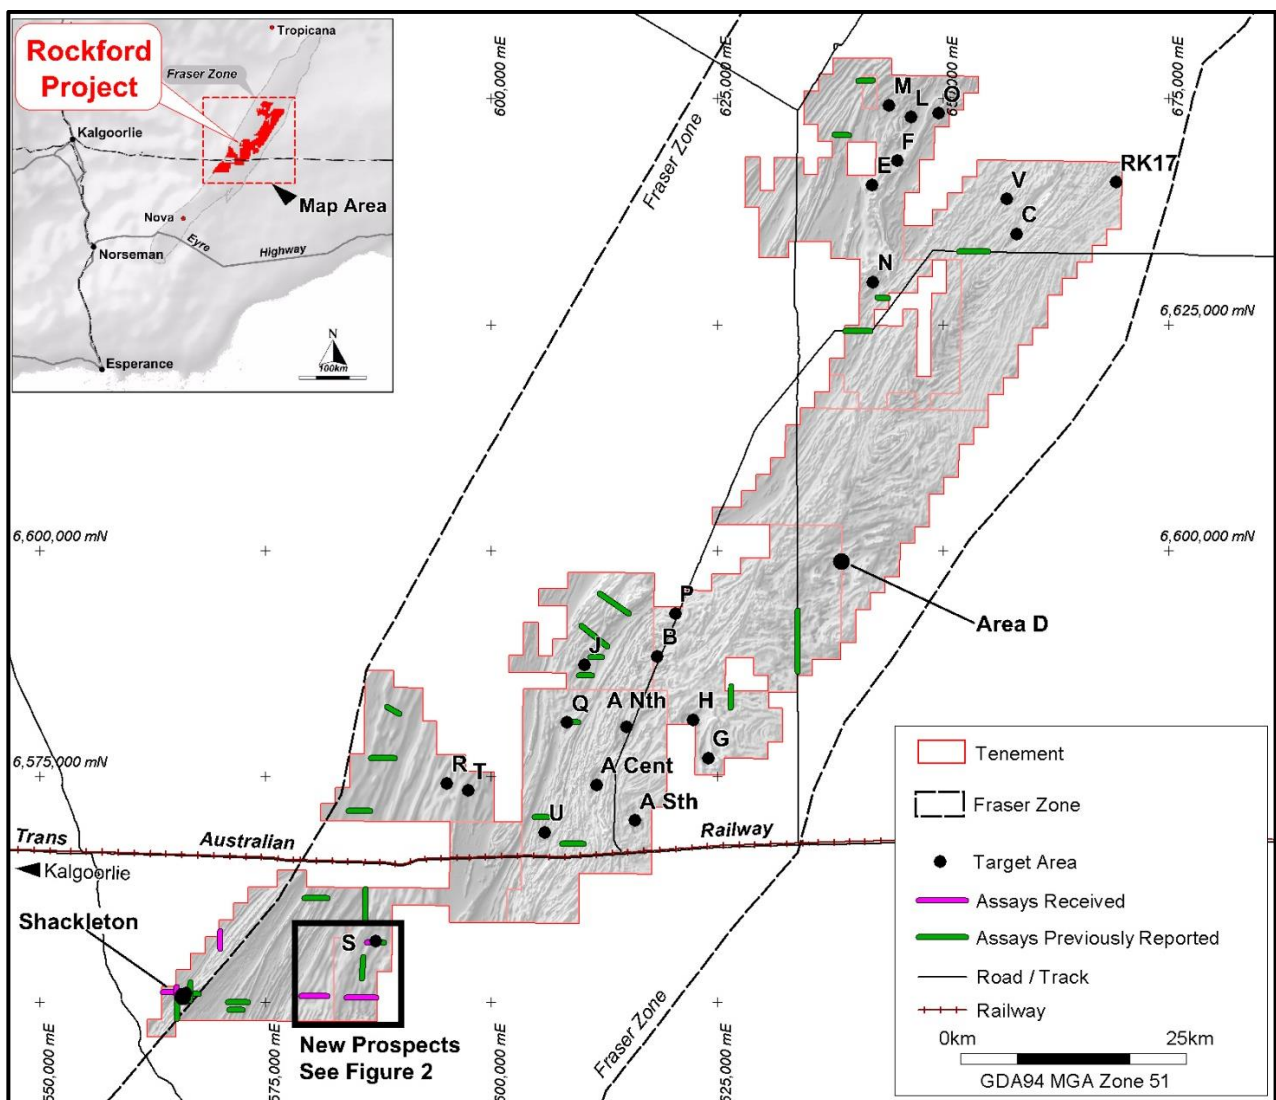 Tropicana
Rockford
Project
Fraser Zone
Kalgoorlie
Map Area
Nova
Norseman
Eyre
Highway
Esperance
N
100km
600,000 mE
625,000 mE
650,000 mE
675,000 mE
Fraser Zone
M
L
O
F
E
V
RK17
C
N
6,625,000 mN
6,625,000 mN
6,600,000 mN
6,600,000 mN
Area D
P
B
J
Q
A Nth
H
G
6,575,000 mN
R
T
A Cent
A Sth
U
Trans
Australian
Railway
Kalgoorlie
Shackleton
S
New Prospects
See Figure 2
550,000 mE
575,000 mE
600,000 mE
625,000 mE
Fraser Zone
Tenement
Fraser Zone
Target Area
Assays Received
Assays Previously Reported
Road / Track
Railway
0km
25km
GDA94 MGA Zone 51